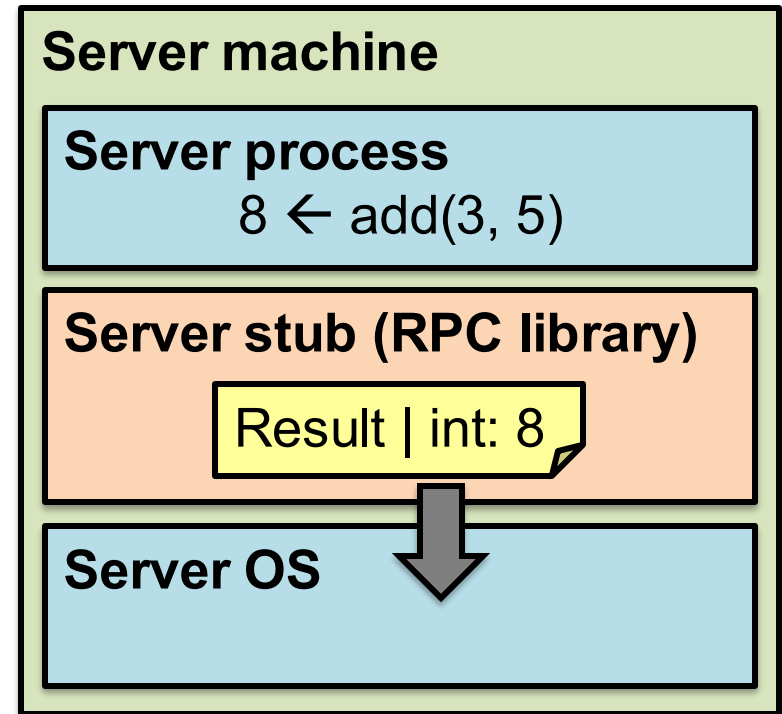 Server machine
Server process
8 ← add(3, 5)
Server stub (RPC library)
Result | int: 8
Server OS